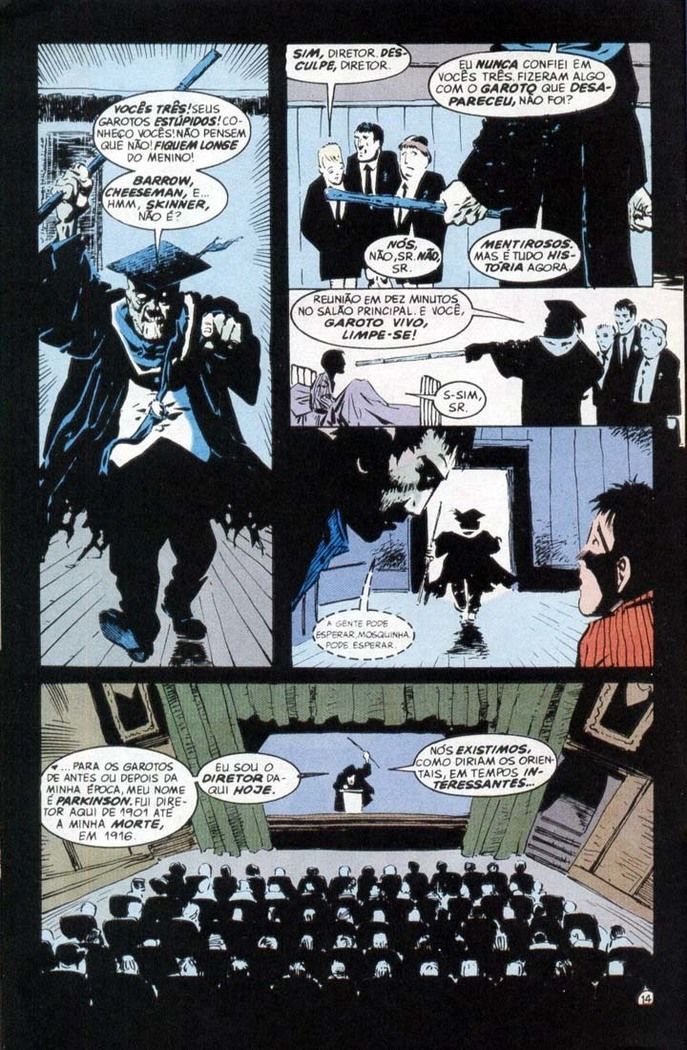 VOCÊS TRÊS! SEUS
GAROTOS ESTÚPIDOS! CO-
NHEÇO VOCÊS! NÃO PENSEM
QUE NÃO! FIQUEM LONGE
DO MENINO!
BARROW,
CHEESEMAN, E...
HMM, SKINNER,
NÃO É?
SIM, DIRETOR. DES-
CULPE, DIRETOR.
EU NUNCA CONFIEI EM
VOCÊS TRÊS. FIZERAM ALGO
COM O GAROTO QUE DESA-
PARECEU, NÃO FOI?
NÓS,
NÃO, SR. NÃO,
SR.
MENTIROSOS.
MAS É TUDO HIS-
TÓRIA AGORA.
REUNIÃO EM DEZ MINUTOS
NO SALÃO PRINCIPAL. E VOCÊ,
GAROTO VIVO,
LIMPE-SE!
S-SIM,
SR.
A GENTE PODE
ESPERAR, MOSQUINHA.
PODE ESPERAR.
... PARA OS GAROTOS
DE ANTES OU DEPOIS DA
MINHA ÉPOCA, MEU NOME
É PARKINSON. FUI DIRE-
TOR AQUI DE 1901 ATÉ
A MINHA MORTE,
EM 1916.
EU SOU O
DIRETOR DA-
QUI HOJE.
NÓS EXISTIMOS,
COMO DIRIAM OS ORIEN-
TAIS, EM TEMPOS IN-
TERESSANTES...
14